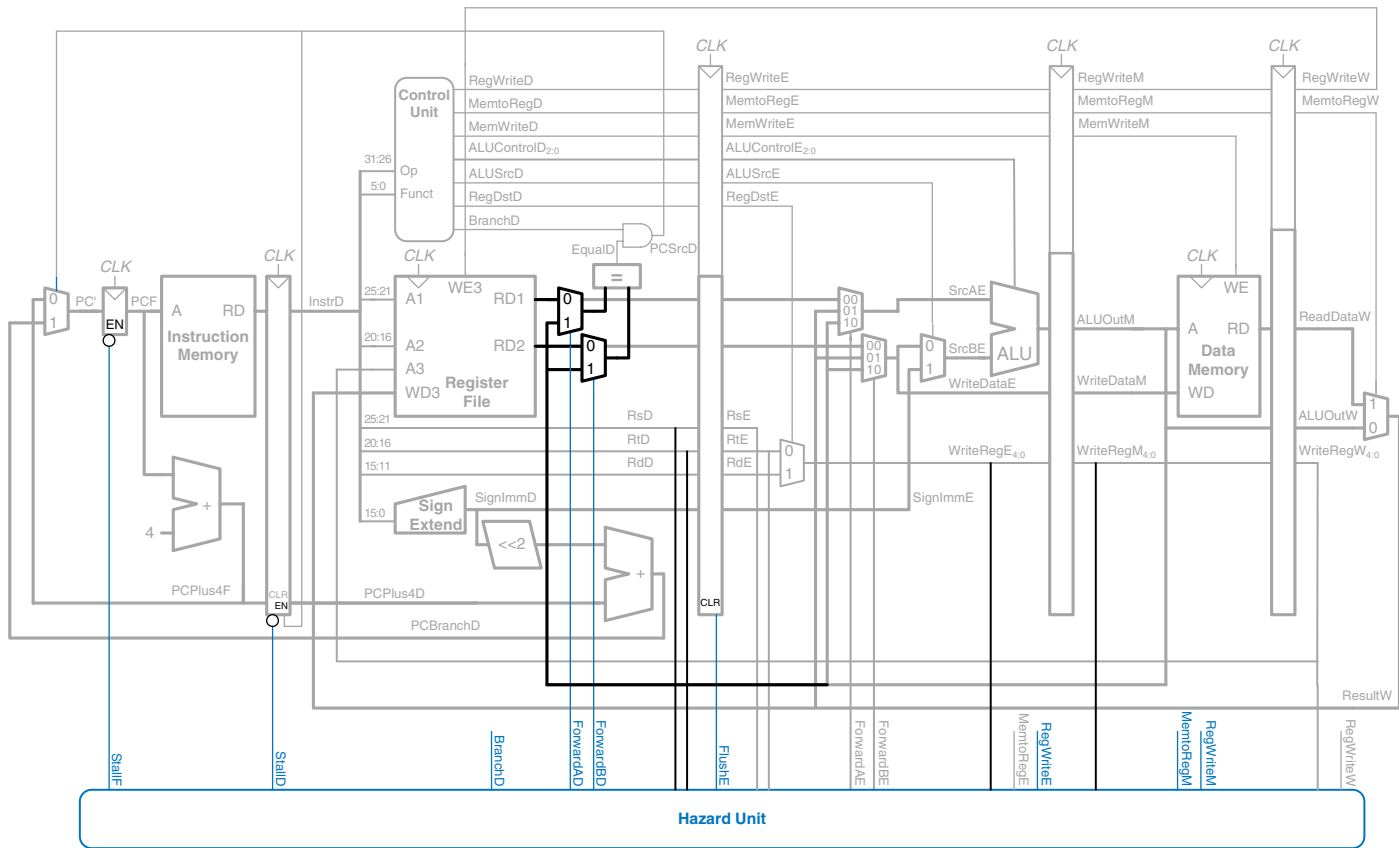 CLK CLK CLK
RegWriteD RegWriteE RegWriteM RegWriteW
Control Unit
MemtoRegD MemtoRegE MemtoRegM MemtoRegW
MemWriteD MemWriteE MemWriteM
ALUControlD2:0 ALUControlE2:0
31:26 Op
ALUSrcD ALUSrcE
5:0 Funct
RegDstD RegDstE
BranchD
EqualD PCSrcD
CLK CLK CLK CLK
=
0 1 PC' EN PCF
A RD
Instruction Memory
InstrD
25:21 A1 WE3 RD1
0 1
00 01 10
SrcAE
20:16 A2 RD2
0 1
00 01 10
0 1
SrcBE
ALU
ALUOutM
WE
A RD
Data Memory
WD
ReadDataW
A3
WD3
Register File
WriteDataE WriteDataM
1 0
ALUOutW
25:21 RsD RsE
20:16 RtD RtE
15:11 RdD RdE
0 1
WriteRegE4:0 WriteRegM4:0 WriteRegW4:0
15:0 Sign Extend
SignImmD SignImmE
<<2
+
+
4
PCPlus4F
CLR
EN
PCPlus4D
CLR
PCBranchD
ResultW
StallF
StallD
BranchD
ForwardAD
ForwardBD
FlushE
ForwardAE
ForwardBE
MemtoRegE
RegWriteE
MemtoRegM
RegWriteM
RegWriteW
Hazard Unit